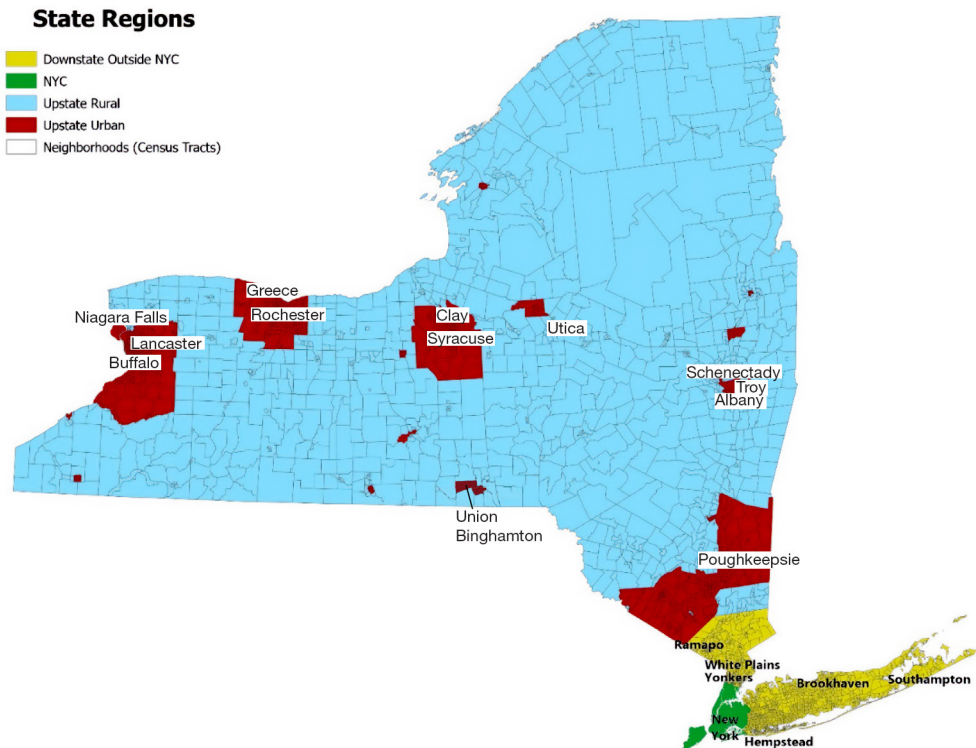 State Regions
Downstate Outside NYC
NYC
Upstate Rural
Upstate Urban
Neighborhoods (Census Tracts)
Greece
Rochester
Niagara Falls
Lancaster
Buffalo
Clay
Syracuse
Utica
Schenectady
Troy
Albany
Union
Binghamton
Poughkeepsie
Ramapo
White Plains
Yonkers
Brookhaven
Southampton
New
York
Hempstead